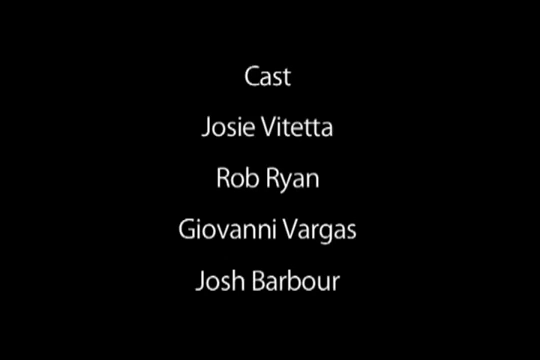 Cast
Josie Vitetta
Rob Ryan
Giovanni Vargas
Josh Barbour